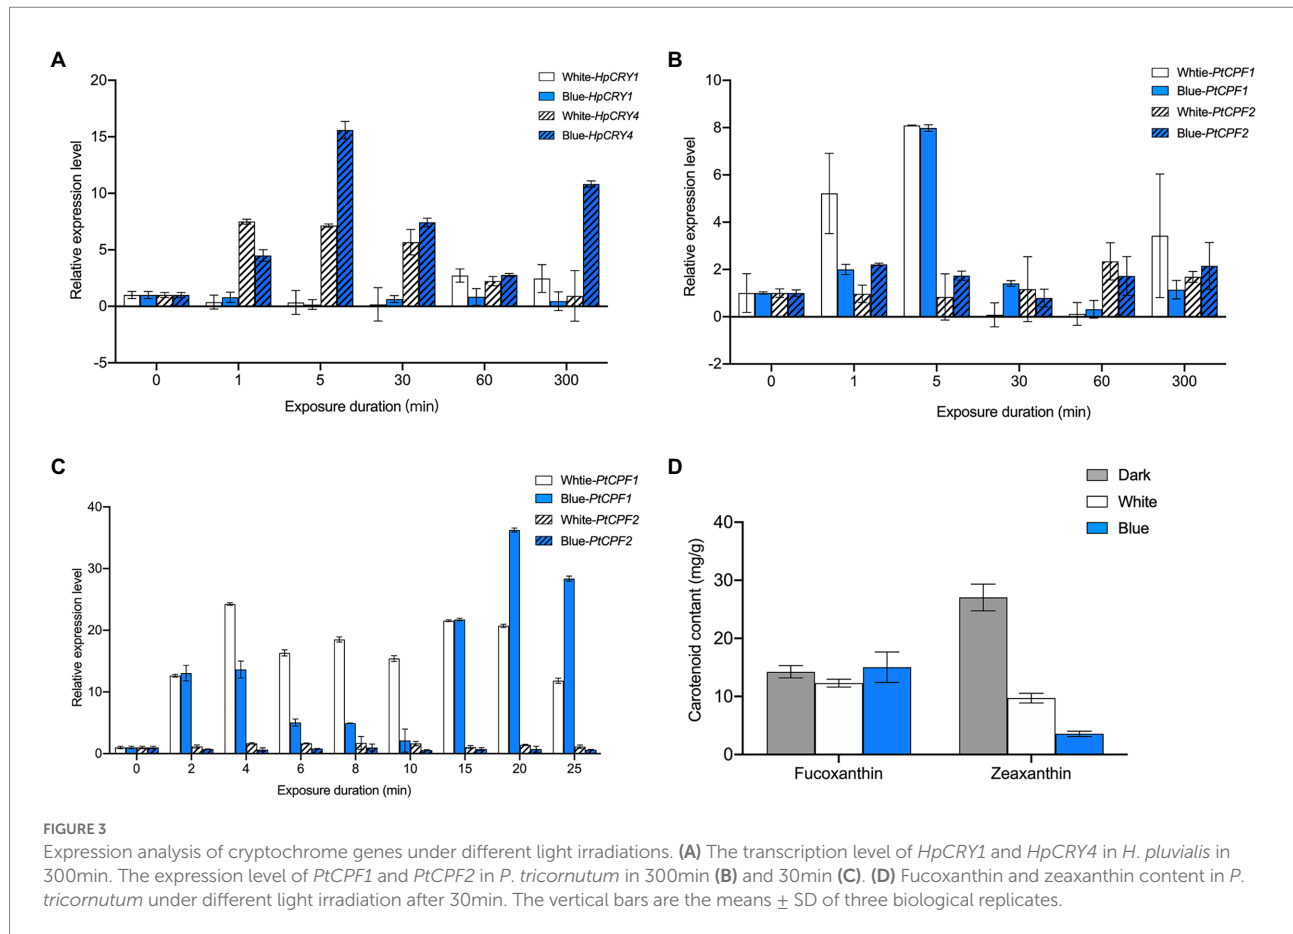 A
White-HpCRY1
Blue-HpCRY1
White-HpCRY4
Blue-HpCRY4
Relative expression level
20
15
10
5
0
-5
0 1 5 30 60 300
Exposure duration (min)
B
Whtie-PtCPF1
Blue-PtCPF1
White-PtCPF2
Blue-PtCPF2
Relative expression level
10
8
6
4
2
0
-2
0 1 5 30 60 300
Exposure duration (min)
C
Whtie-PtCPF1
Blue-PtCPF1
White-PtCPF2
Blue-PtCPF2
Relative expression level
40
30
20
10
0
0 2 4 6 8 10 15 20 25
Exposure duration (min)
D
Dark
White
Blue
Carotenoid contant (mg/g)
40
30
20
10
0
Fucoxanthin Zeaxanthin
FIGURE 3
Expression analysis of cryptochrome genes under different light irradiations. (A) The transcription level of HpCRY1 and HpCRY4 in H. pluvialis in
300min. The expression level of PtCPF1 and PtCPF2 in P. tricornutum in 300min (B) and 30min (C). (D) Fucoxanthin and zeaxanthin content in P.
tricornutum under different light irradiation after 30min. The vertical bars are the means ± SD of three biological replicates.